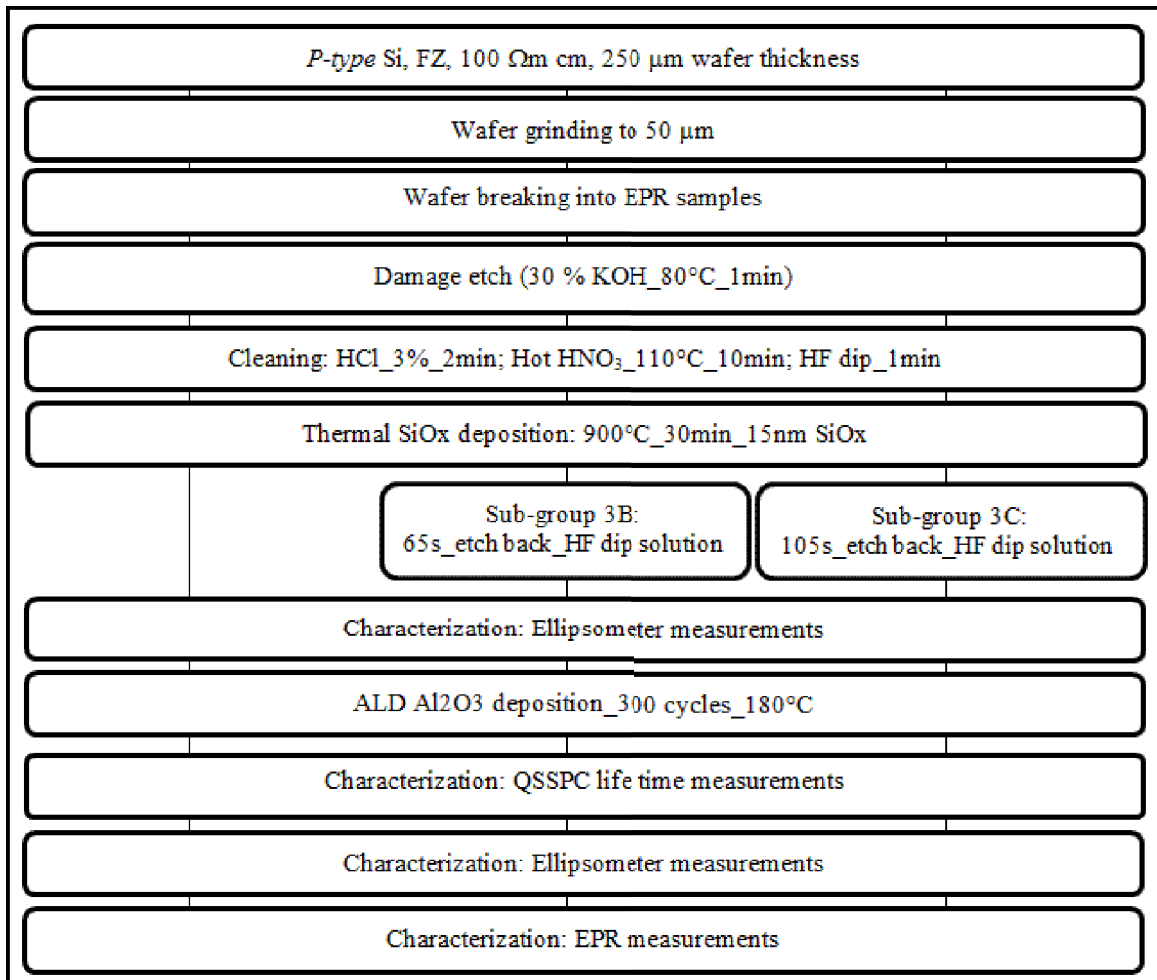 P-type Si, FZ, 100 Ωm cm, 250 µm wafer thickness
Wafer grinding to 50 µm
Wafer breaking into EPR samples
Damage etch (30 % KOH_80°C_1min)
Cleaning: HCl_3%_2min; Hot HNO₃_110°C_10min; HF dip_1min
Thermal SiOx deposition: 900°C_30min_15nm SiOx
Sub-group 3B:
65s_etch back_HF dip solution
Sub-group 3C:
105s_etch back_HF dip solution
Characterization: Ellipsometer measurements
ALD Al2O3 deposition_300 cycles_180°C
Characterization: QSSPC life time measurements
Characterization: Ellipsometer measurements
Characterization: EPR measurements